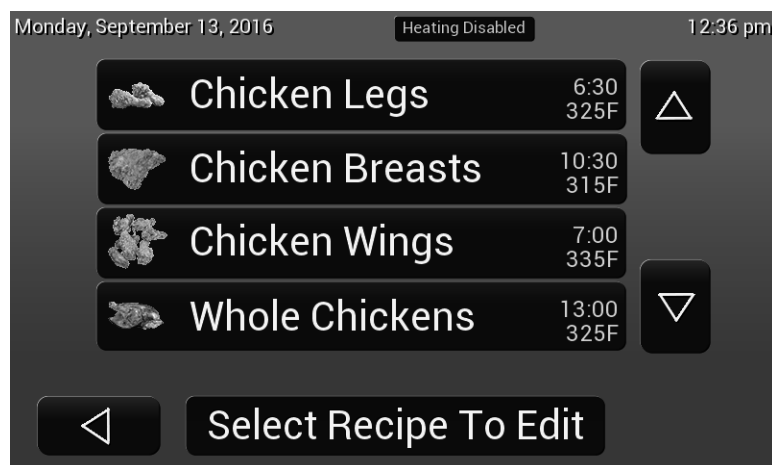 Monday, September 13, 2016 Heating Disabled 12:36 pm
Chicken Legs 6:30
325F
Chicken Breasts 10:30
315F
Chicken Wings 7:00
335F
Whole Chickens 13:00
325F
Select Recipe To Edit